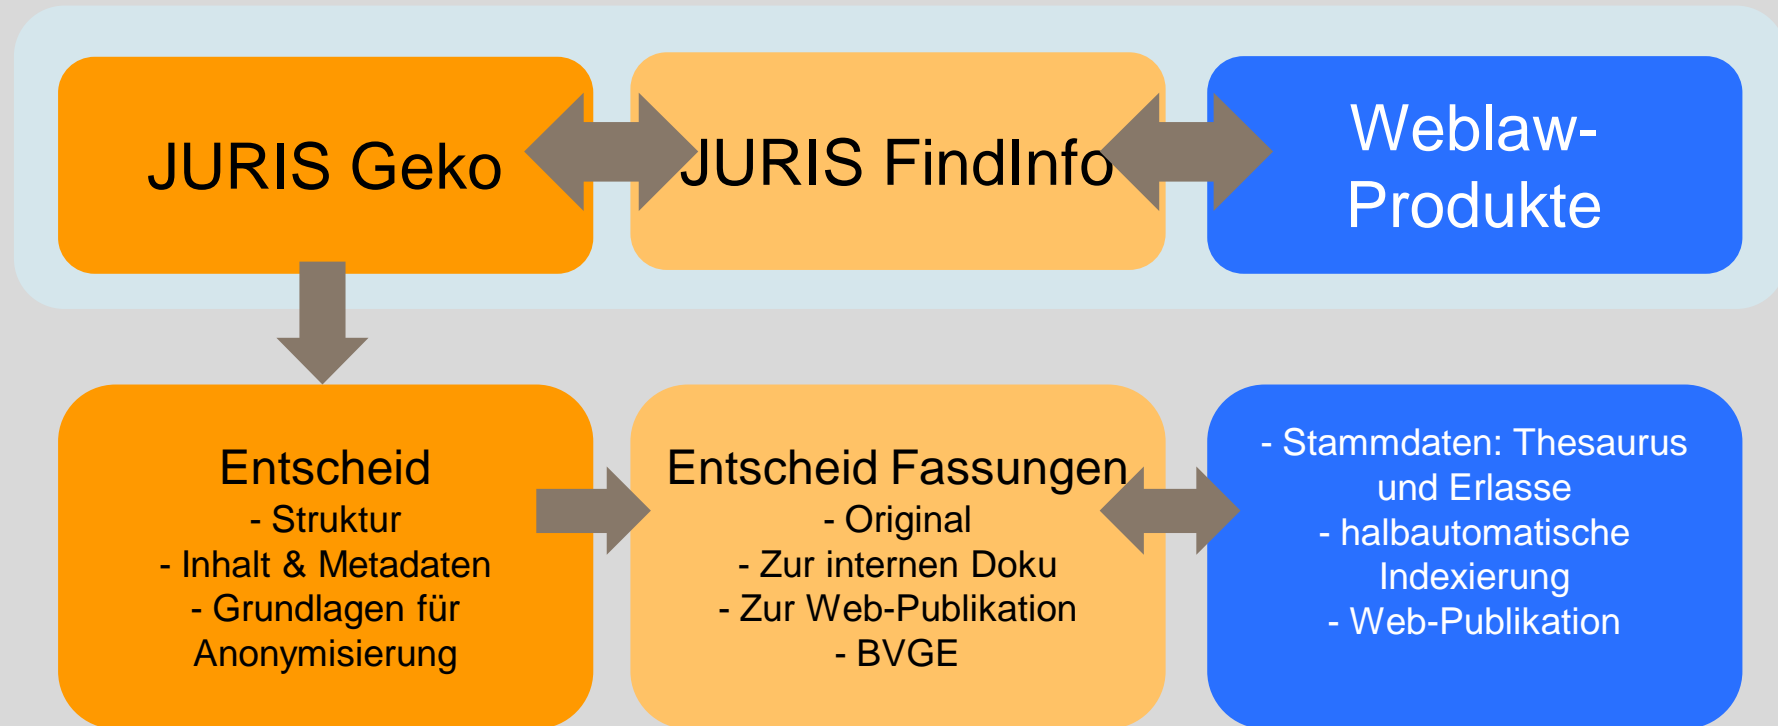 JURIS Geko
JURIS FindInfo
Weblaw-
Produkte
Entscheid
- Struktur
- Inhalt & Metadaten
- Grundlagen für
Anonymisierung
Entscheid Fassungen
- Original
- Zur internen Doku
- Zur Web-Publikation
- BVGE
- Stammdaten: Thesaurus
und Erlasse
- halbautomatische
Indexierung
- Web-Publikation